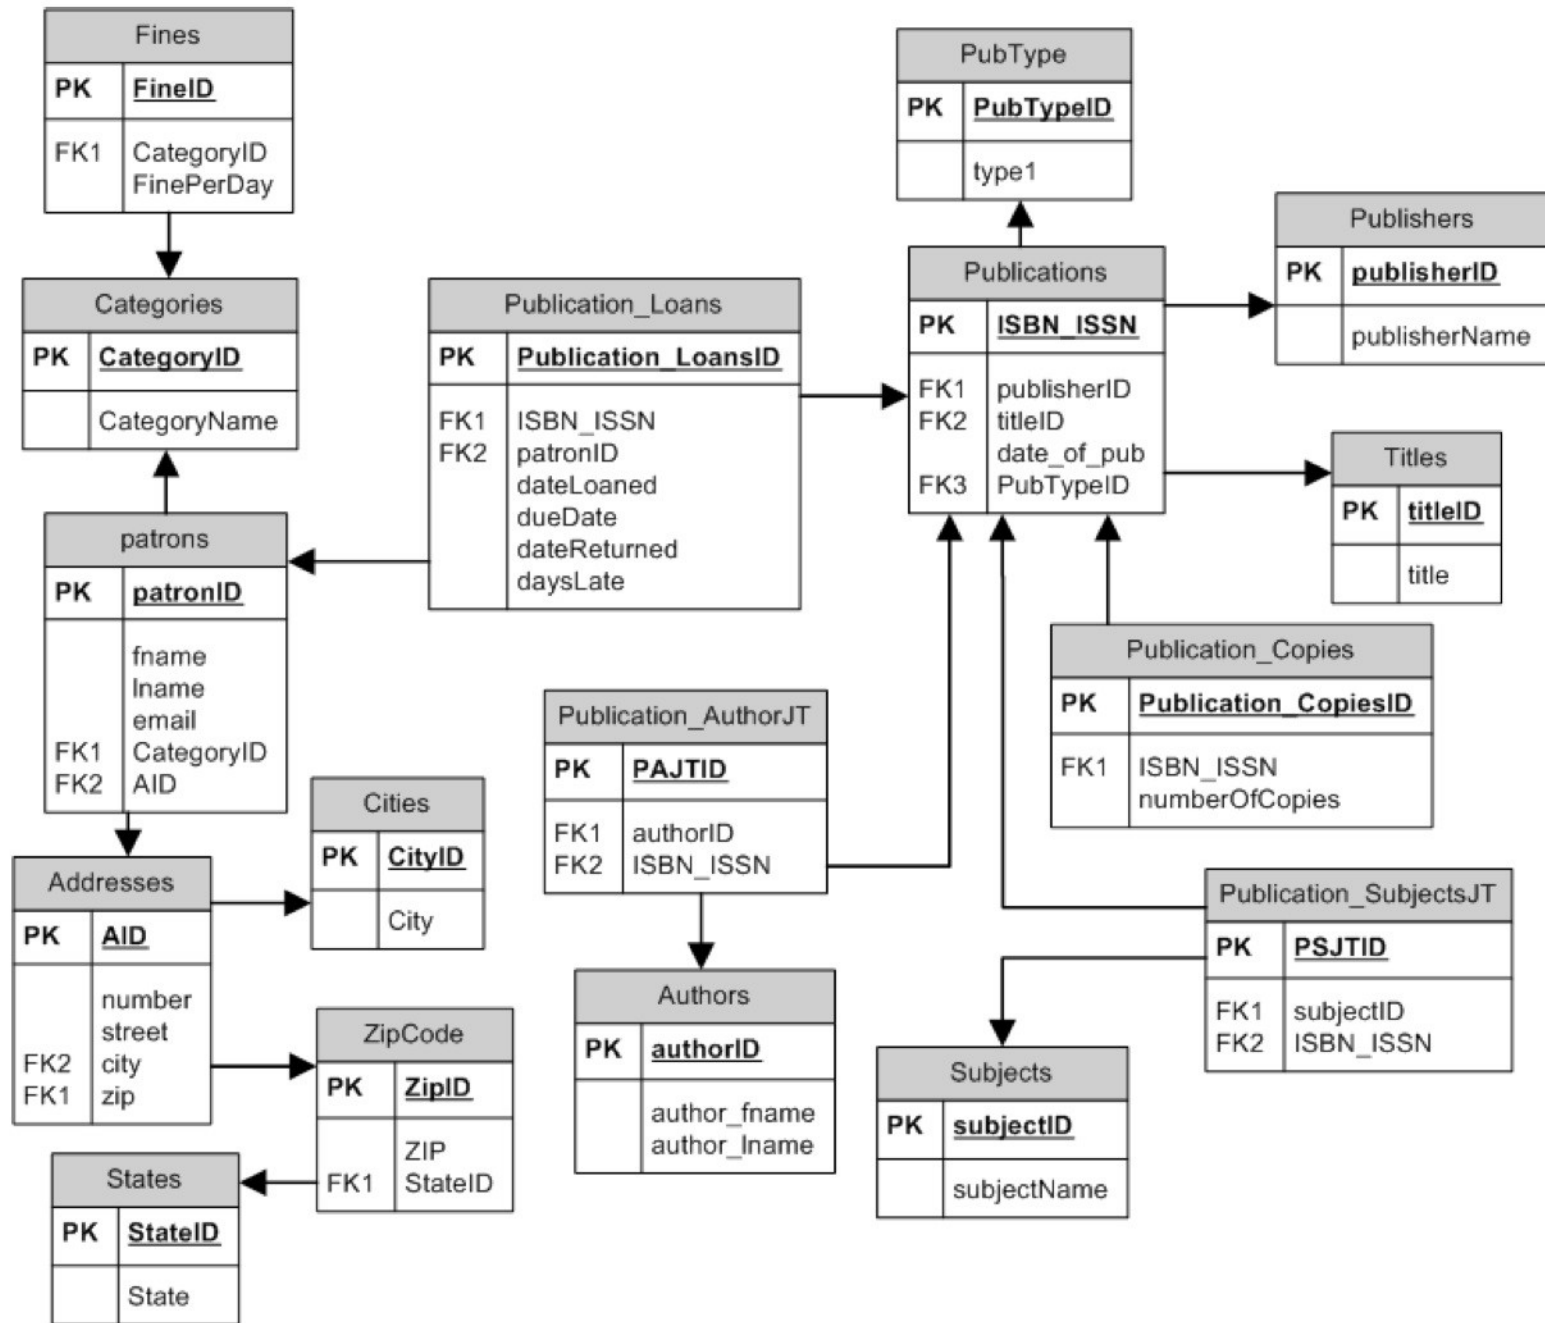 Fines
PK FineID
FK1 CategoryID
FinePerDay
PubType
PK PubTypeID
type1
Publishers
PK publisherID
publisherName
Categories
PK CategoryID
CategoryName
Publication_Loans
PK Publication_LoansID
FK1 ISBN_ISSN
FK2 patronID
dateLoaned
dueDate
dateReturned
daysLate
Publications
PK ISBN_ISSN
FK1 publisherID
FK2 titleID
date_of_pub
FK3 PubTypeID
Titles
PK titleID
title
patrons
PK patronID
fname
lname
email
FK1 CategoryID
FK2 AID
Publication_Copies
PK Publication_CopiesID
FK1 ISBN_ISSN
numberOfCopies
Publication_AuthorJT
PK PAJTID
FK1 authorID
FK2 ISBN_ISSN
Cities
PK CityID
City
Addresses
PK AID
number
street
FK2 city
FK1 zip
Publication_SubjectsJT
PK PSJTID
FK1 subjectID
FK2 ISBN_ISSN
Authors
PK authorID
author_fname
author_lname
ZipCode
PK ZipID
ZIP
FK1 StateID
Subjects
PK subjectID
subjectName
States
PK StateID
State